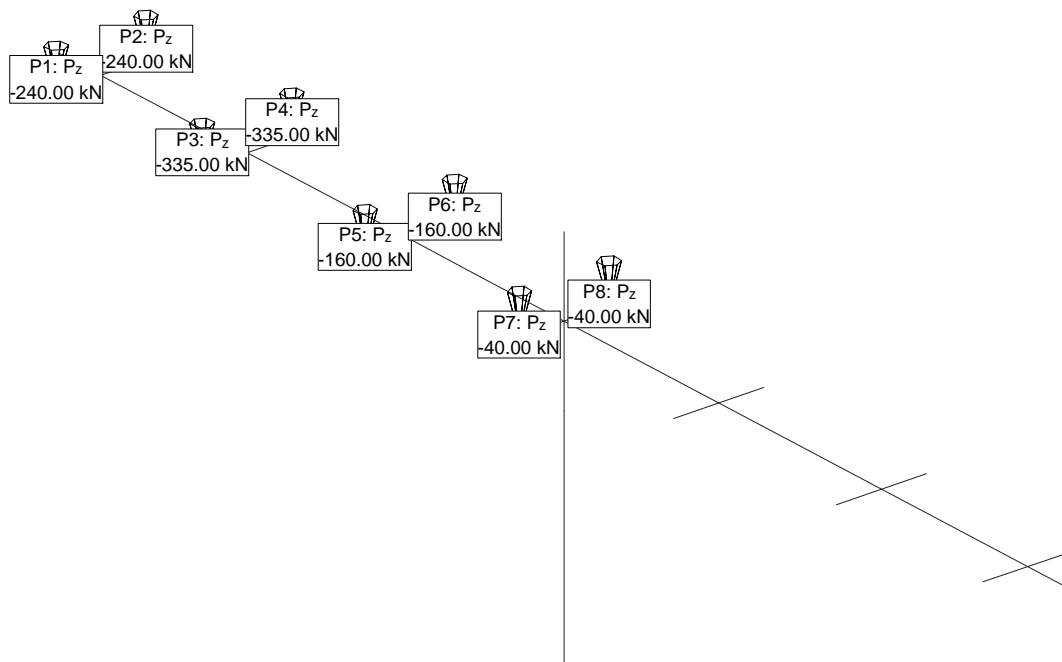 P2: Pz
-240.00 kN
P1: Pz
-240.00 kN
P4: Pz
-335.00 kN
P3: Pz
-335.00 kN
P6: Pz
-160.00 kN
P5: Pz
-160.00 kN
P8: Pz
-40.00 kN
P7: Pz
-40.00 kN